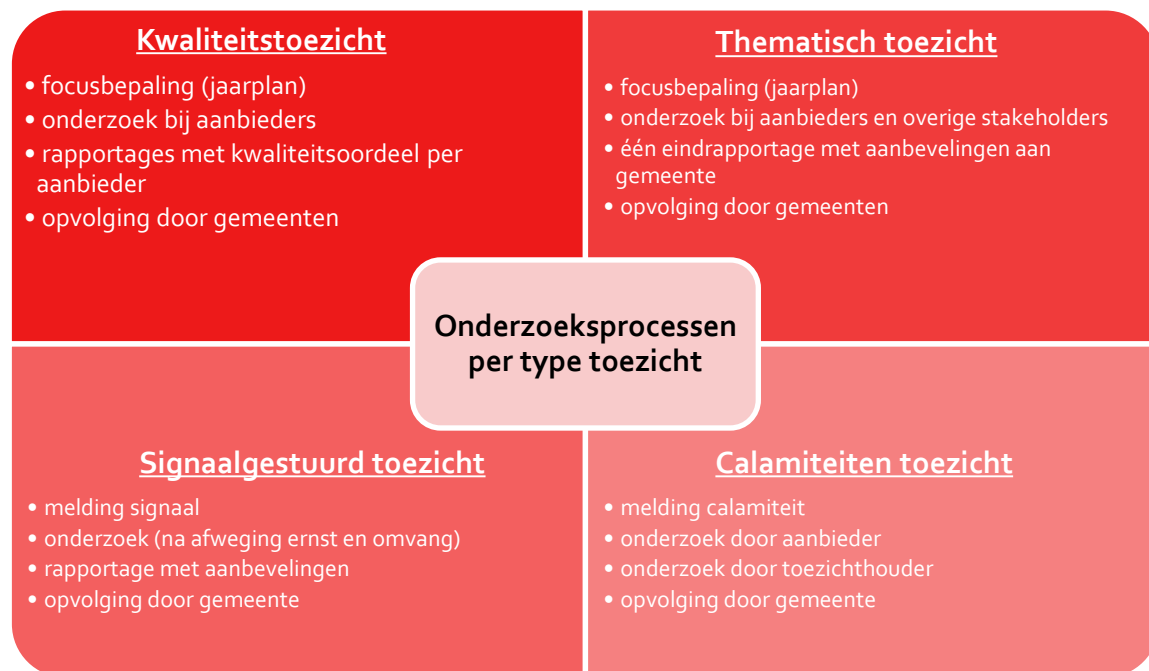 Kwaliteitstoezicht
• focusbepaling (jaarplan)
• onderzoek bij aanbieders
• rapportages met kwaliteitsoordeel per
aanbieder
• opvolging door gemeenten
Thematisch toezicht
• focusbepaling (jaarplan)
• onderzoek bij aanbieders en overige stakeholders
• één eindrapportage met aanbevelingen aan
gemeente
• opvolging door gemeenten
Onderzoeksprocessen
per type toezicht
Signaalgestuurd toezicht
• melding signaal
• onderzoek (na afweging ernst en omvang)
• rapportage met aanbevelingen
• opvolging door gemeente
Calamiteiten toezicht
• melding calamiteit
• onderzoek door aanbieder
• onderzoek door toezichthouder
• opvolging door gemeente